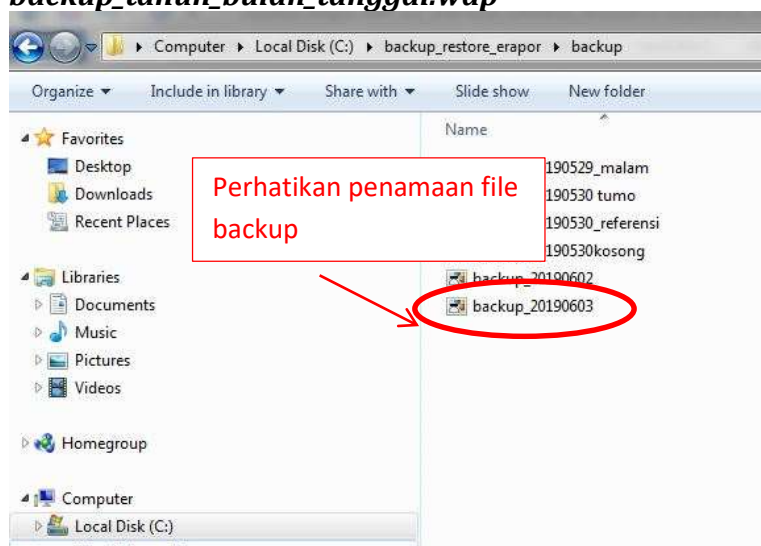 backup_tahun_bulan_tanggal.wap
Computer ▸ Local Disk (C:) ▸ backup_restore_erapor ▸ backup
Organize ▼ Include in library ▼ Share with ▼ Slide show New folder
Name
Favorites
Desktop
Downloads
Recent Places
Perhatikan penamaan file
backup
190529_malam
190530 tumo
190530_referensi
190530kosong
backup_20190602
backup_20190603
Libraries
Documents
Music
Pictures
Videos
Homegroup
Computer
Local Disk (C:)